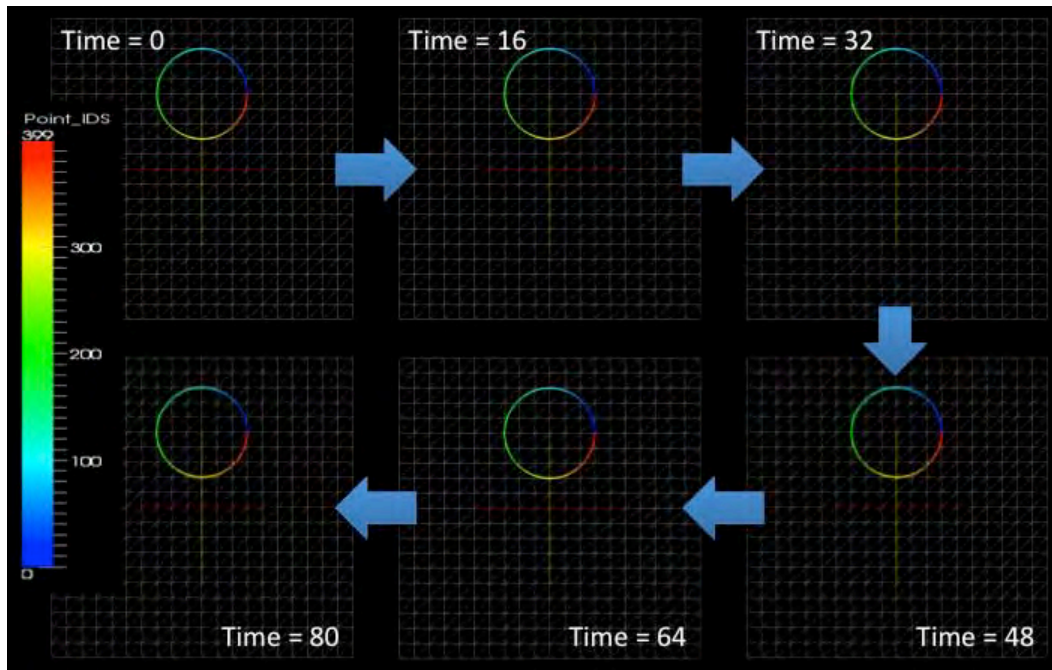 Time = 0
Time = 16
Time = 32
Point_IDS
399
300
200
100
0
Time = 80
Time = 64
Time = 48